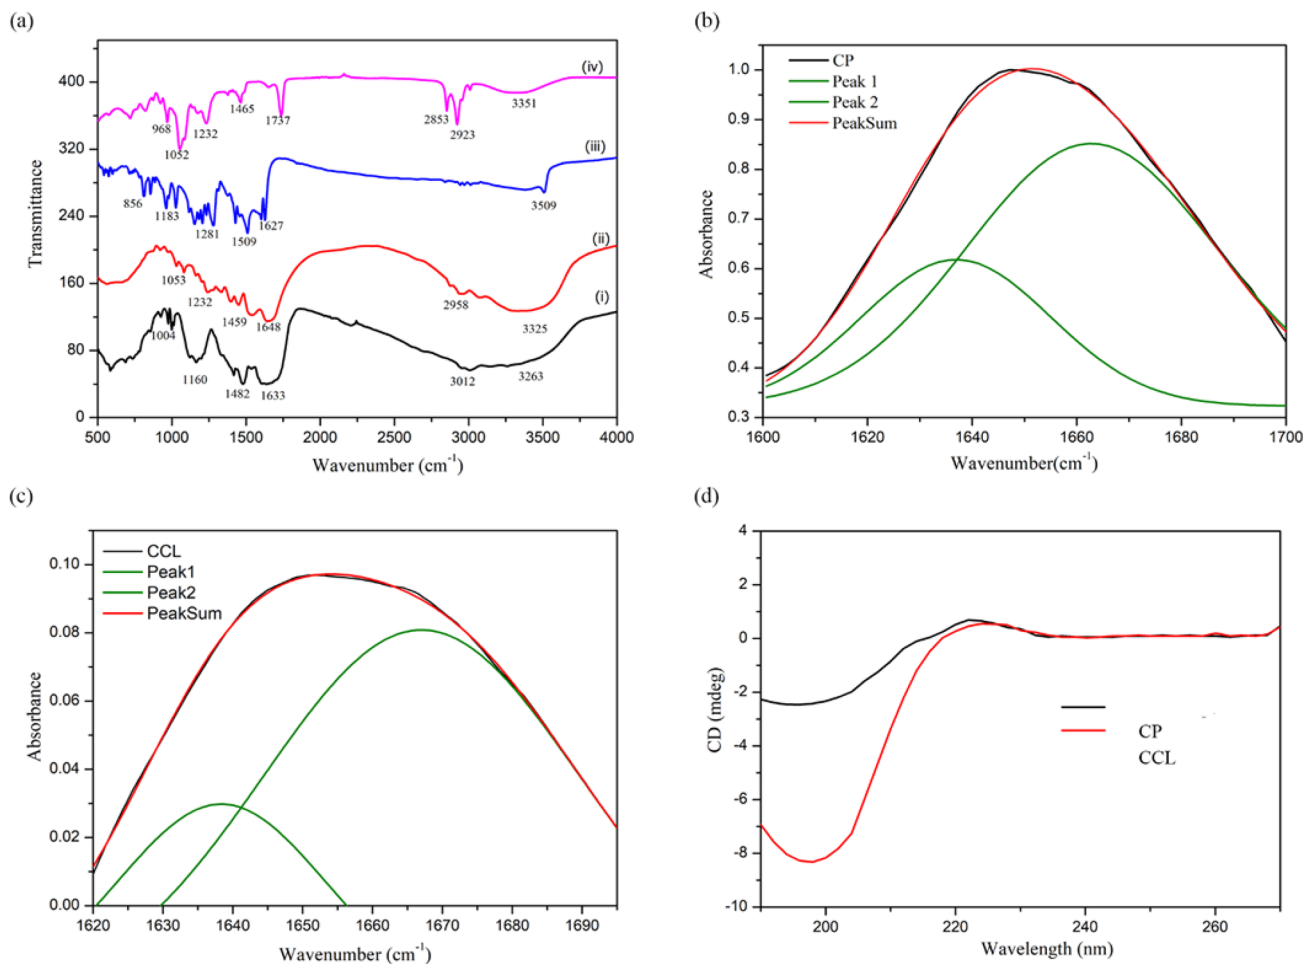 (a)
400
320
240
160
80
0
Transmittance
(iv)
968
1052
1232
1465
1737
2853
2923
3351
(iii)
856
1183
1281
1509
1627
3509
(ii)
1053
1232
1459
1648
2958
3325
(i)
1004
1160
1482
1633
3012
3263
500 1000 1500 2000 2500 3000 3500 4000
Wavenumber (cm-1)
(b)
CP
Peak 1
Peak 2
PeakSum
1.0
0.9
0.8
0.7
0.6
0.5
0.4
0.3
Absorbance
1600 1620 1640 1660 1680 1700
Wavenumber(cm-1)
(c)
CCL
Peak1
Peak2
PeakSum
0.10
0.08
0.06
0.04
0.02
0.00
Absorbance
1620 1630 1640 1650 1660 1670 1680 1690
Wavenumber (cm-1)
(d)
4
2
0
-2
-4
-6
-8
-10
CD (mdeg)
CP
CCL
200 220 240 260
Wavelength (nm)